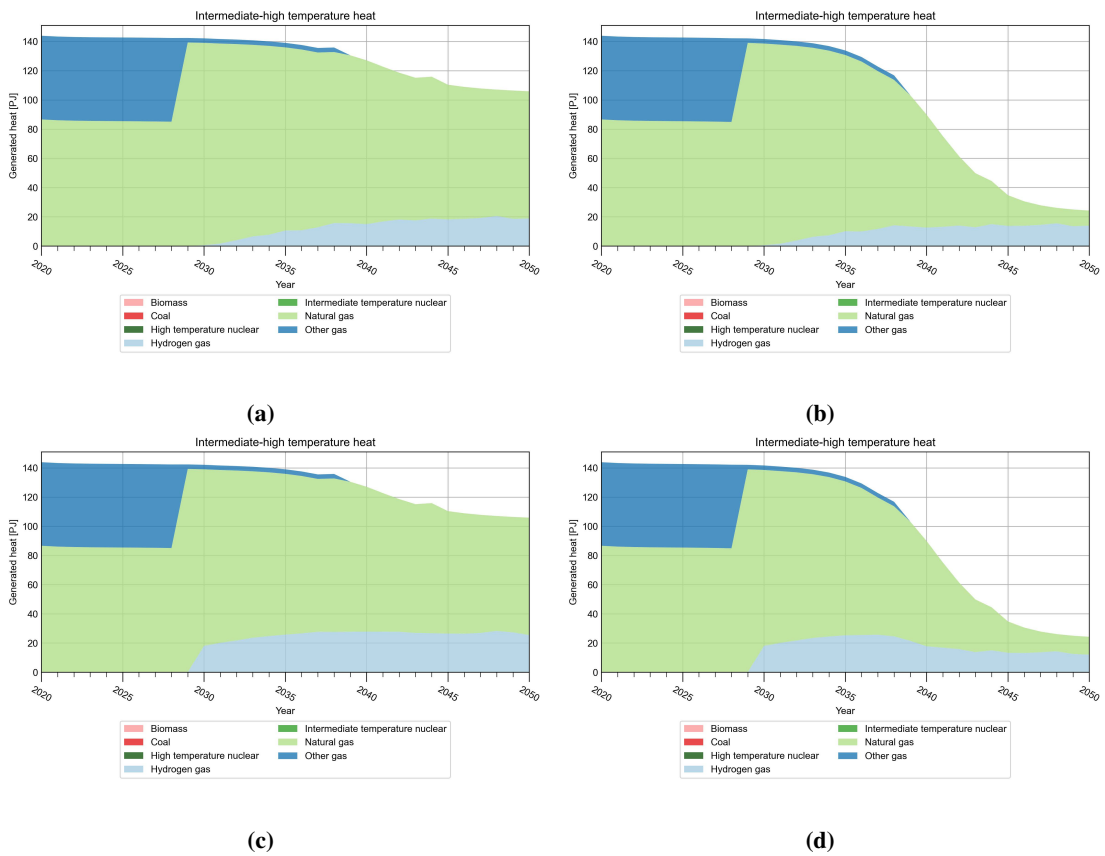 Intermediate-high temperature heat
Generated heat [PJ]
140
120
100
80
60
40
20
0
2020
2025
2030
2035
2040
2045
2050
Year
Biomass
Coal
High temperature nuclear
Hydrogen gas
Intermediate temperature nuclear
Natural gas
Other gas
(a)
Intermediate-high temperature heat
Generated heat [PJ]
140
120
100
80
60
40
20
0
2020
2025
2030
2035
2040
2045
2050
Year
Biomass
Coal
High temperature nuclear
Hydrogen gas
Intermediate temperature nuclear
Natural gas
Other gas
(b)
Intermediate-high temperature heat
Generated heat [PJ]
140
120
100
80
60
40
20
0
2020
2025
2030
2035
2040
2045
2050
Year
Biomass
Coal
High temperature nuclear
Hydrogen gas
Intermediate temperature nuclear
Natural gas
Other gas
(c)
Intermediate-high temperature heat
Generated heat [PJ]
140
120
100
80
60
40
20
0
2020
2025
2030
2035
2040
2045
2050
Year
Biomass
Coal
High temperature nuclear
Hydrogen gas
Intermediate temperature nuclear
Natural gas
Other gas
(d)